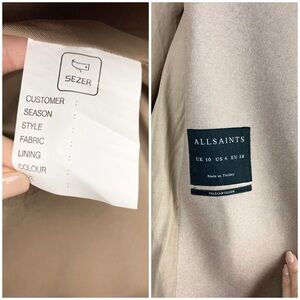 SEZER
CUSTOMER :
SEASON :
STYLE :
FABRIC :
LINING :
COLOUR :
ALLSAINTS
UK 10 US 6 EU 38
Made in Turkey